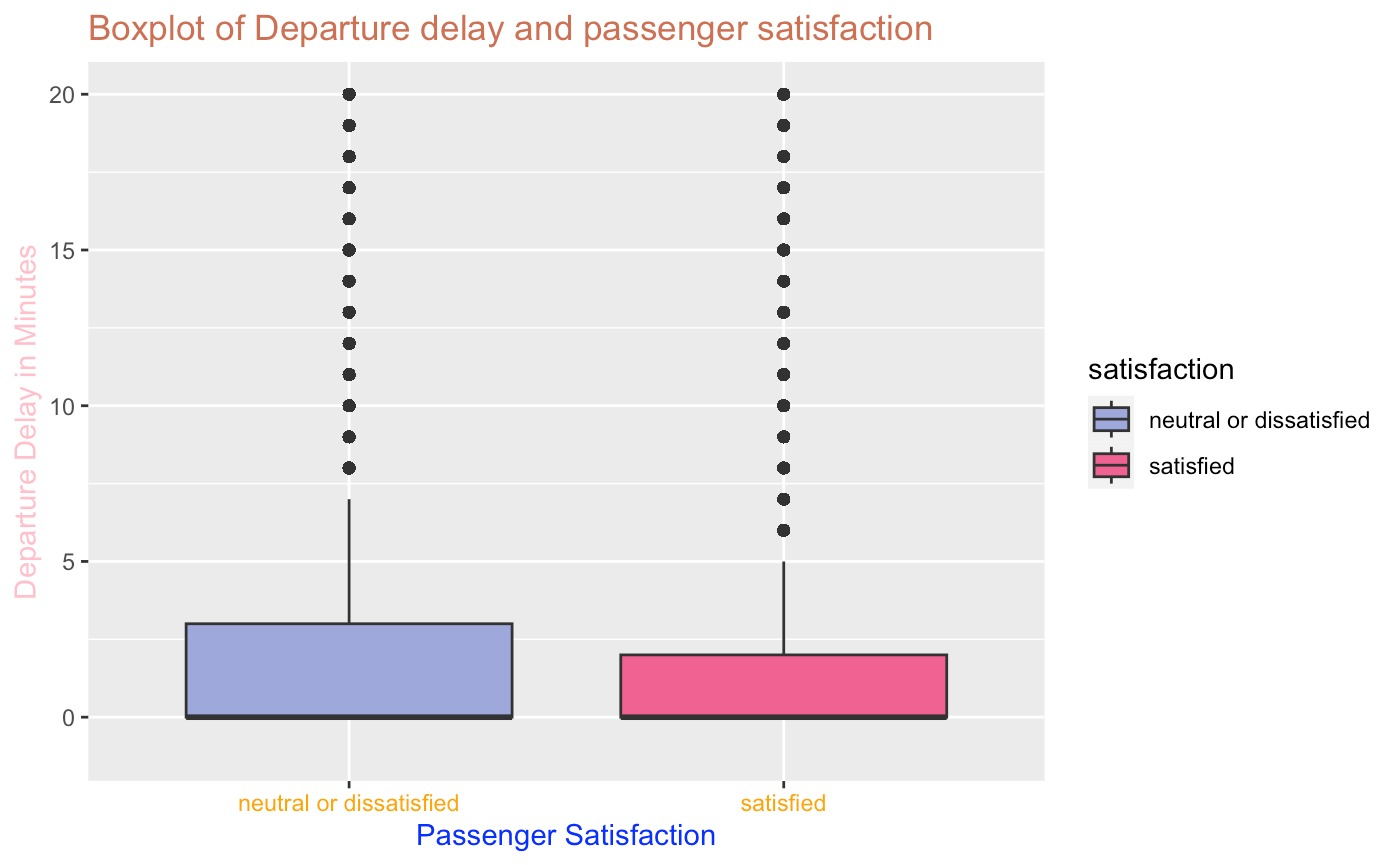 Boxplot of Departure delay and passenger satisfaction
Departure Delay in Minutes
20
15
10
5
0
neutral or dissatisfied
satisfied
Passenger Satisfaction
satisfaction
neutral or dissatisfied
satisfied